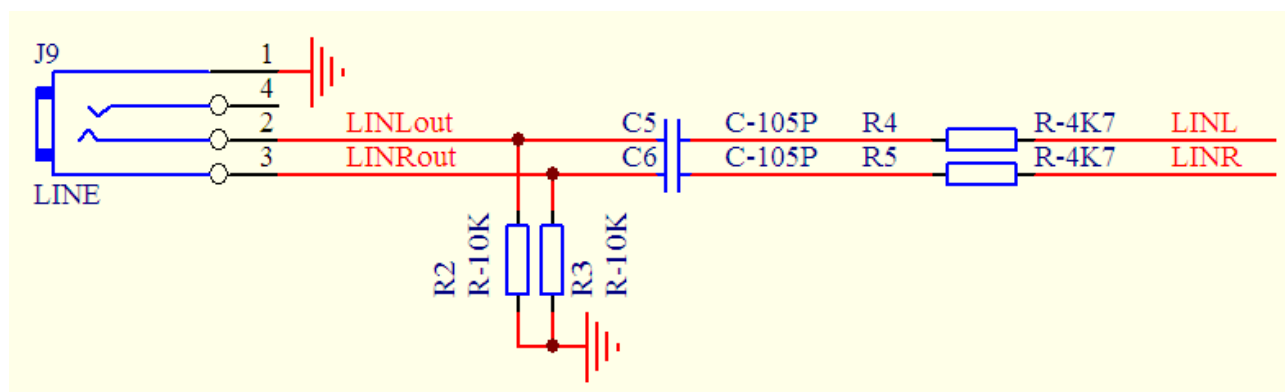 J9 1
4
2 LINLout C5 C-105P R4 R-4K7 LINL
3 LINRout C6 C-105P R5 R-4K7 LINR
LINE
R2
R-10K
R3
R-10K